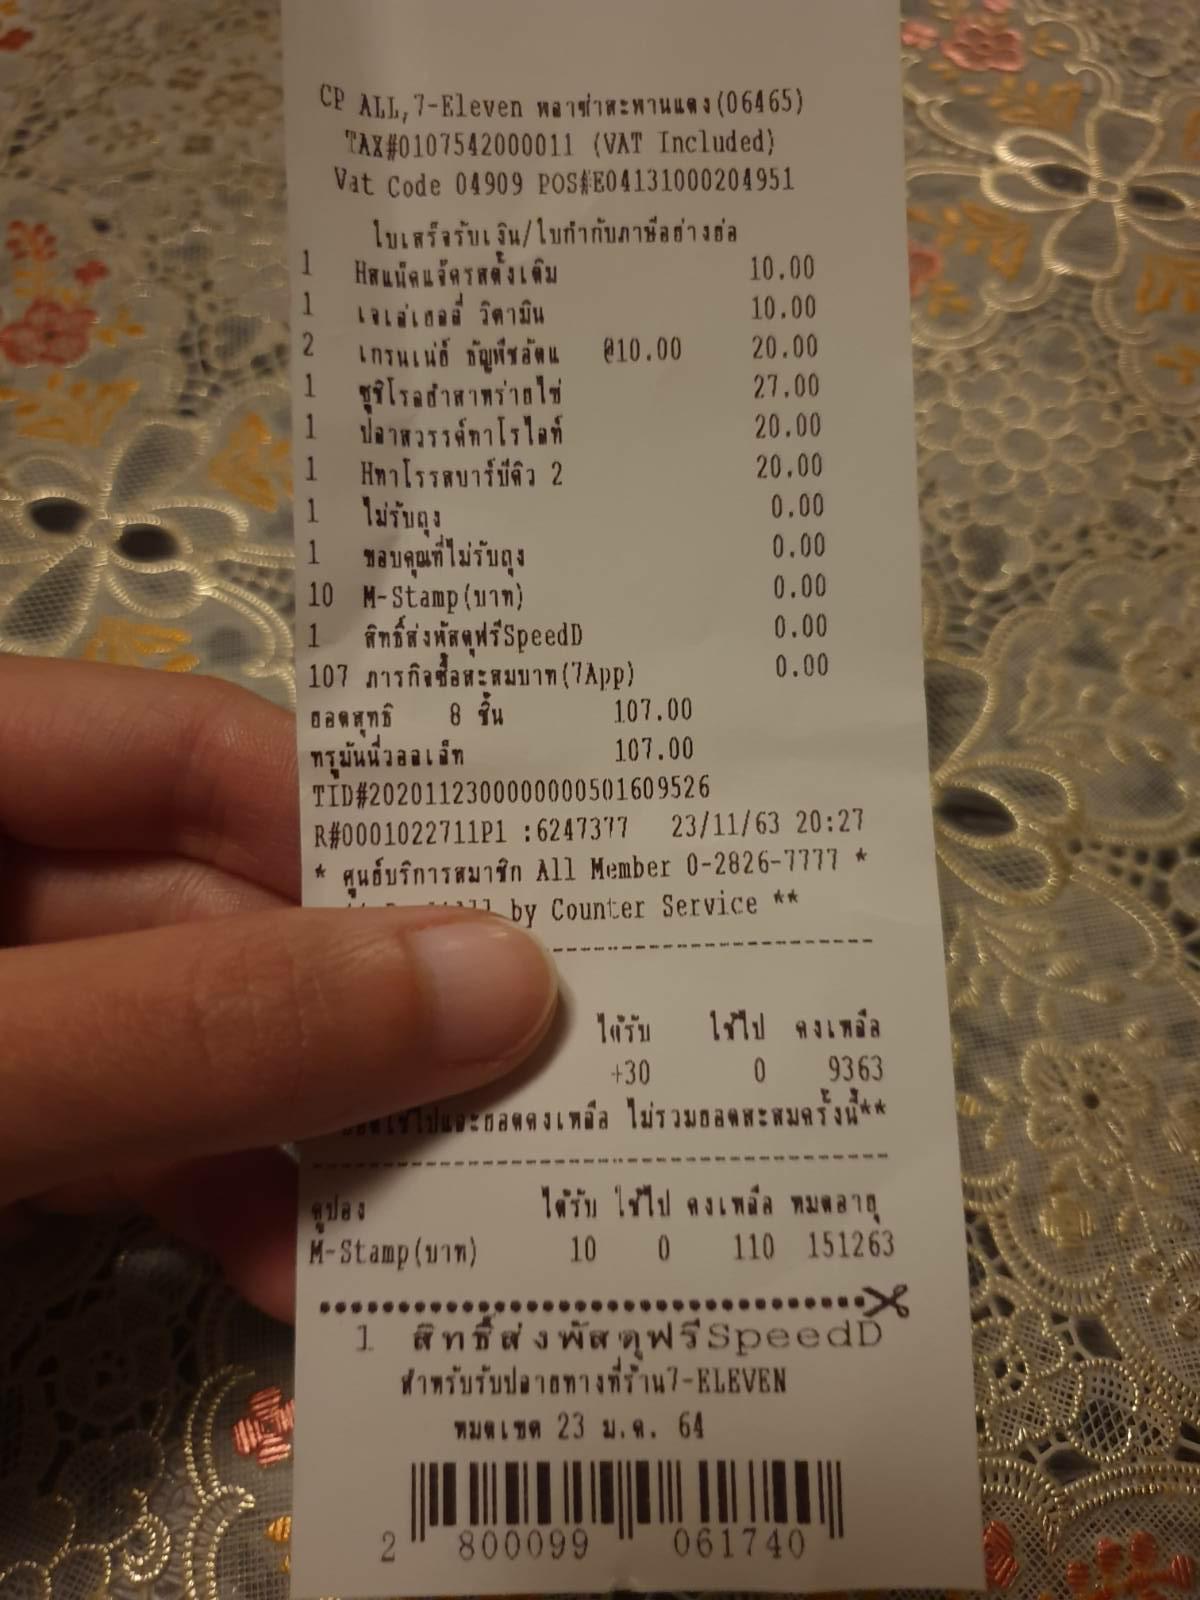 CP ALL,7-Eleven พลาซ่าสะพานแดง(06465)
TAX#0107542000011 (VAT Included)
Vat Code 04909 POS#E04131000204951
ใบเสร็จรับเงิน/ใบกำกับภาษีอย่างย่อ
1 Hสแน็คแจ๊ครสดั้งเดิม 10.00
1 เจเล่เยลลี่ วิตามิน 10.00
2 เกรนเน่ย์ ธัญพืชอัดแ @10.00 20.00
1 ซูชิโรลยำสาหร่ายไข่ 27.00
1 ปลาสวรรค์ทาโรไลท์ 20.00
1 Hทาโรรสบาร์บีคิว 2 20.00
1 ไม่รับถุง 0.00
1 ขอบคุณที่ไม่รับถุง 0.00
10 M-Stamp(บาท) 0.00
1 สิทธิ์ส่งพัสดุฟรีSpeedD 0.00
107 ภารกิจซื้อสะสมบาท(7App) 0.00
ยอดสุทธิ 8 ชิ้น 107.00
ทรูมันนี่วอลเล็ท 107.00
TID#20201123000000000501609526
R#0001022711P1 :6247377 23/11/63 20:27
* ศูนย์บริการสมาชิก All Member 0-2826-7777 *
by Counter Service **
ได้รับ ใช้ไป คงเหลือ
+30 0 9363
ใช้ไปและยอดคงเหลือ ไม่รวมยอดสะสมครั้งนี้**
คูปอง ได้รับ ใช้ไป คงเหลือ หมดอายุ
M-Stamp(บาท) 10 0 110 151263
1 สิทธิ์ส่งพัสดุฟรีSpeedD
สำหรับรับปลายทางที่ร้าน7-ELEVEN
หมดเขต 23 ม.ค. 64
2 800099 061740